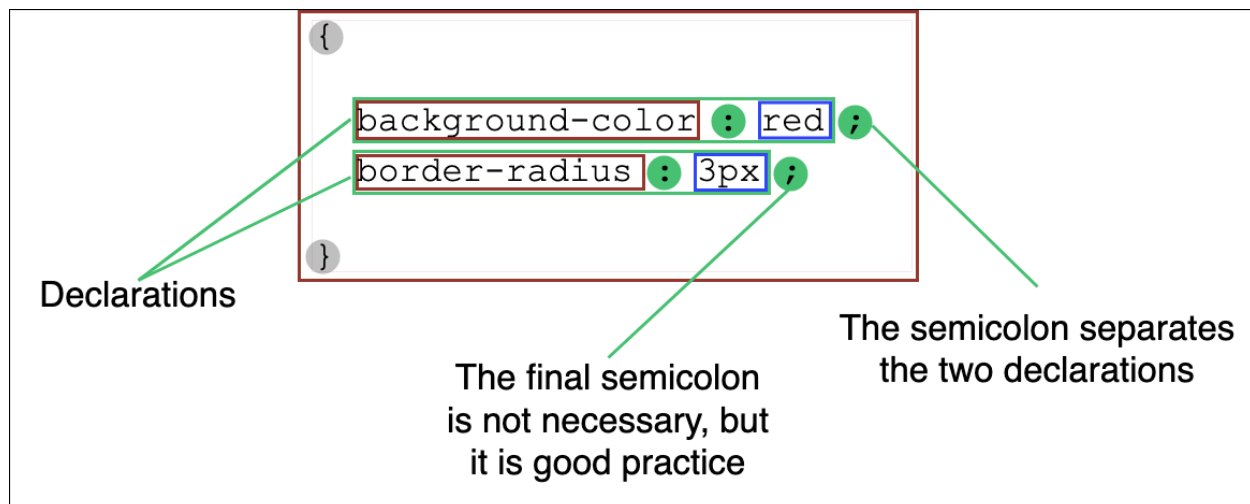 {
background-color : red ;
border-radius : 3px ;
}
Declarations
The final semicolon
is not necessary, but
it is good practice
The semicolon separates
the two declarations